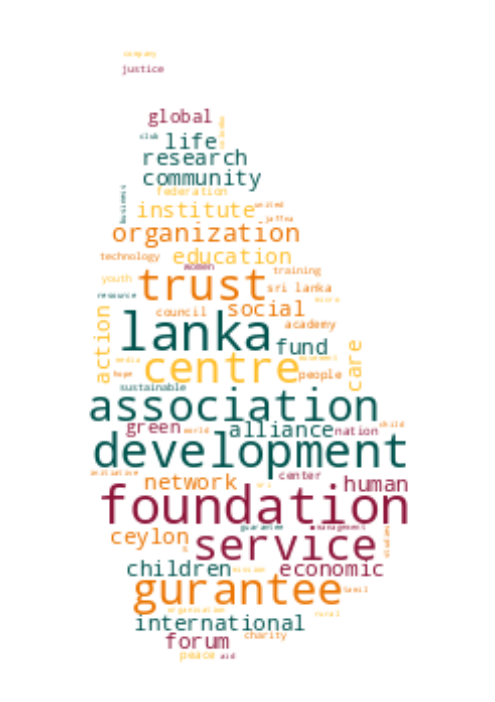 company
justice
global
club life
research
community
business federation
institute united
jaffna
organization
technology education
women training
youth trust sri lanka
resource
council social
academy
action lanka fund
media centre movement care
hope people
sustainable
association
green world alliance nation child
development
initiative center
network human
foundation
guarantee management
ceylon service
children mission economic
gurantee tamil
organisation rural
international
forum charity
peace aid